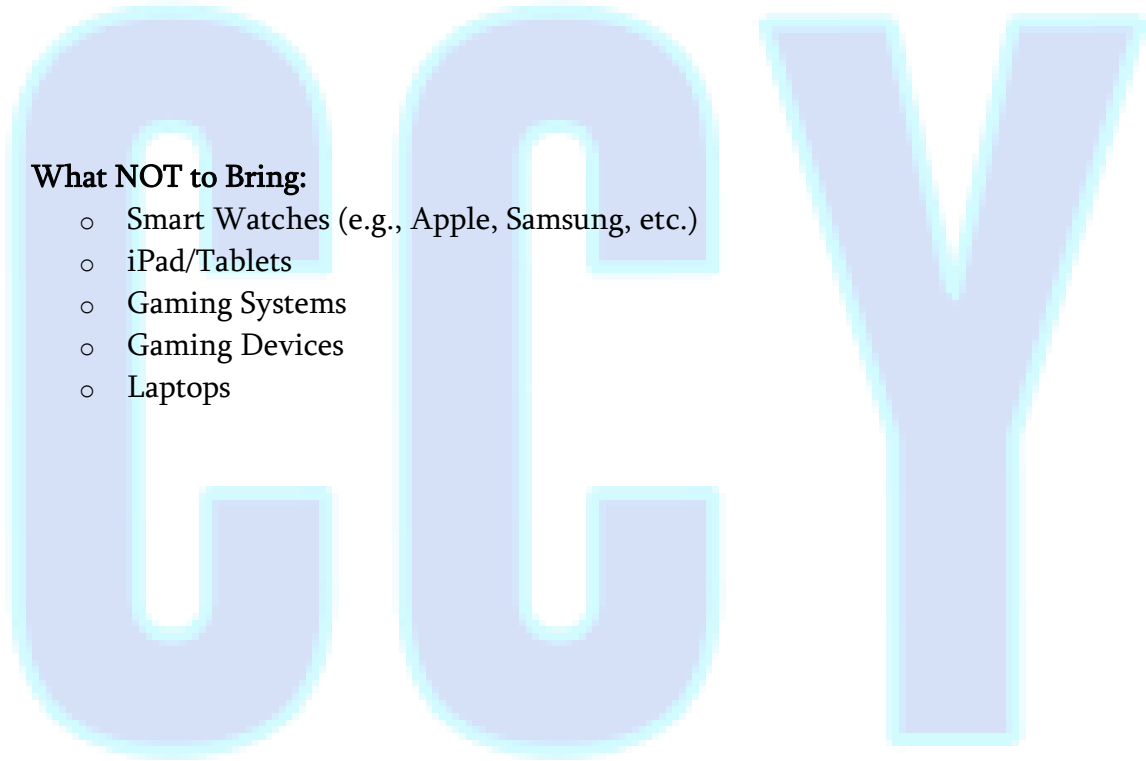 CCY
What NOT to Bring:
○ Smart Watches (e.g., Apple, Samsung, etc.)
○ iPad/Tablets
○ Gaming Systems
○ Gaming Devices
○ Laptops